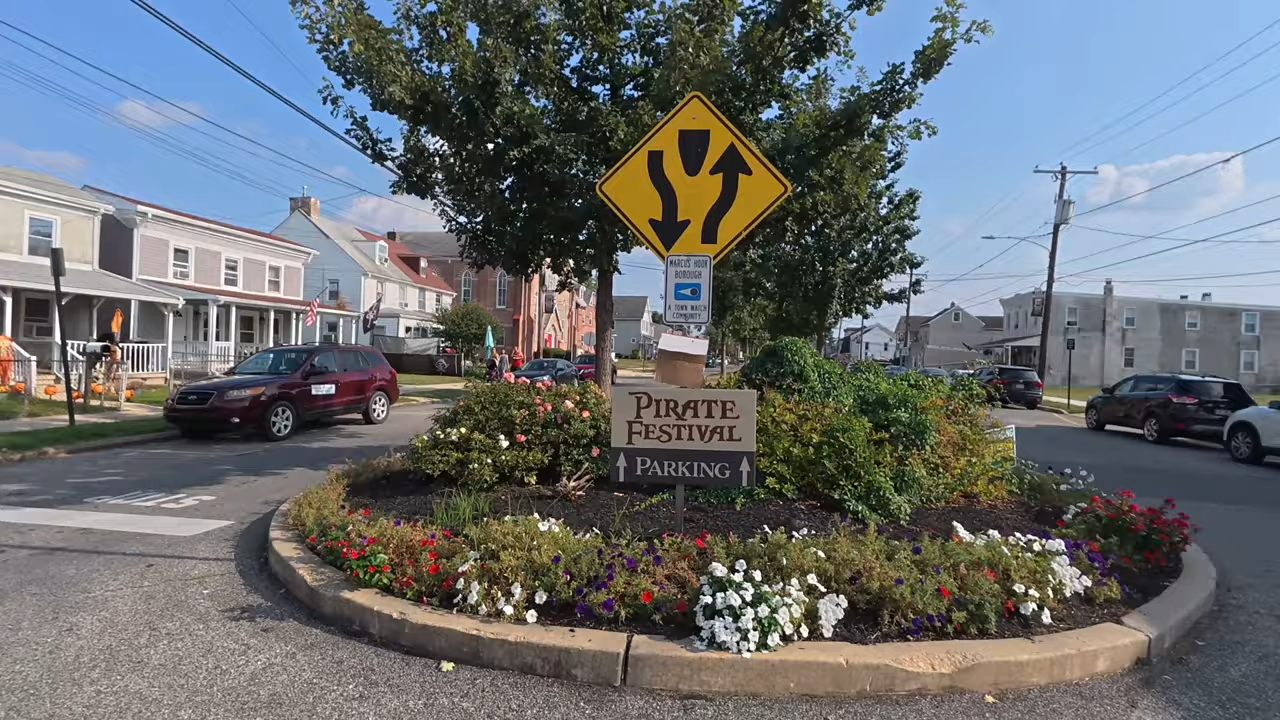 MARCUS HOOK
BOROUGH
A TOWN WATCH
COMMUNITY
PIRATE
FESTIVAL
PARKING